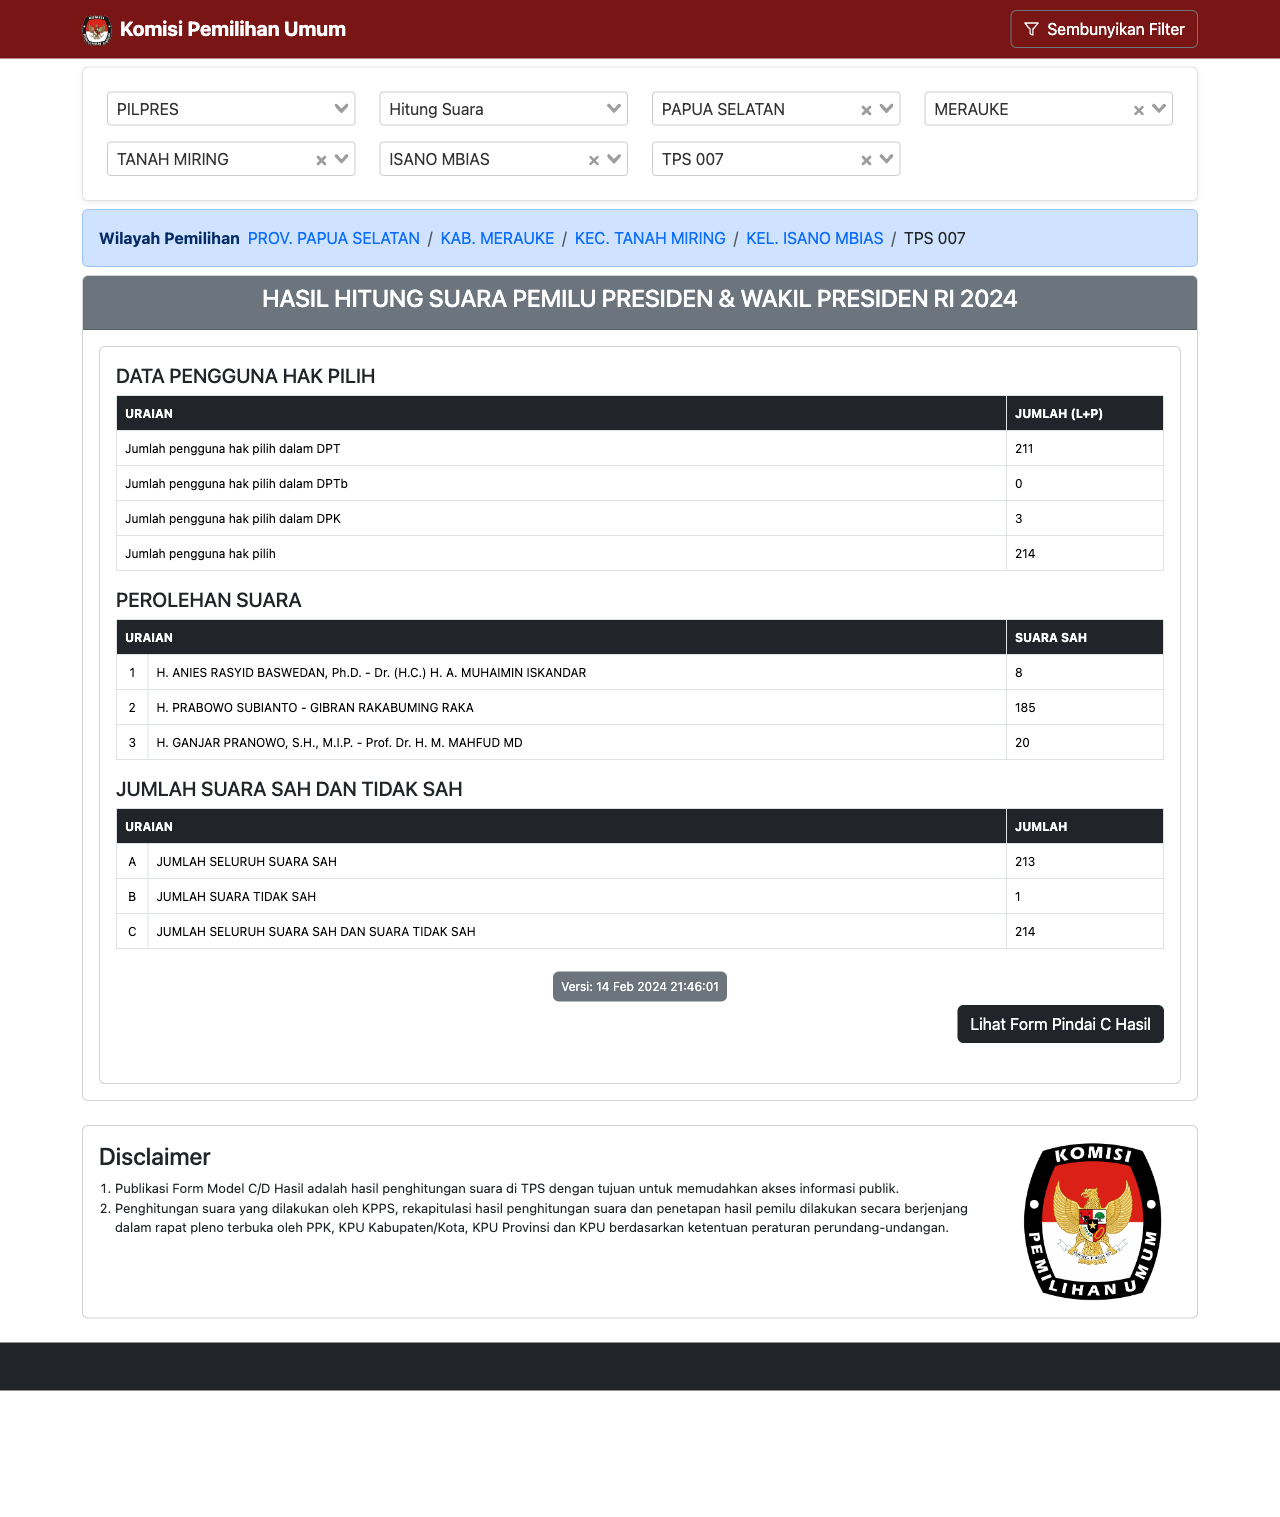 Komisi Pemilihan Umum
Sembunyikan Filter
PILPRES
Hitung Suara
PAPUA SELATAN
MERAUKE
TANAH MIRING
ISANO MBIAS
TPS 007
Wilayah Pemilihan PROV. PAPUA SELATAN / KAB. MERAUKE / KEC. TANAH MIRING / KEL. ISANO MBIAS / TPS 007
HASIL HITUNG SUARA PEMILU PRESIDEN & WAKIL PRESIDEN RI 2024
DATA PENGGUNA HAK PILIH
URAIAN JUMLAH (L+P)
Jumlah pengguna hak pilih dalam DPT 211
Jumlah pengguna hak pilih dalam DPTb 0
Jumlah pengguna hak pilih dalam DPK 3
Jumlah pengguna hak pilih 214
PEROLEHAN SUARA
URAIAN SUARA SAH
1 H. ANIES RASYID BASWEDAN, Ph.D. - Dr. (H.C.) H. A. MUHAIMIN ISKANDAR 8
2 H. PRABOWO SUBIANTO - GIBRAN RAKABUMING RAKA 185
3 H. GANJAR PRANOWO, S.H., M.I.P. - Prof. Dr. H. M. MAHFUD MD 20
JUMLAH SUARA SAH DAN TIDAK SAH
URAIAN JUMLAH
A JUMLAH SELURUH SUARA SAH 213
B JUMLAH SUARA TIDAK SAH 1
C JUMLAH SELURUH SUARA SAH DAN SUARA TIDAK SAH 214
Versi: 14 Feb 2024 21:46:01
Lihat Form Pindai C Hasil
Disclaimer
1. Publikasi Form Model C/D Hasil adalah hasil penghitungan suara di TPS dengan tujuan untuk memudahkan akses informasi publik.
2. Penghitungan suara yang dilakukan oleh KPPS, rekapitulasi hasil penghitungan suara dan penetapan hasil pemilu dilakukan secara berjenjang
dalam rapat pleno terbuka oleh PPK, KPU Kabupaten/Kota, KPU Provinsi dan KPU berdasarkan ketentuan peraturan perundang-undangan.
KOMISI
PEMILIHAN UMUM